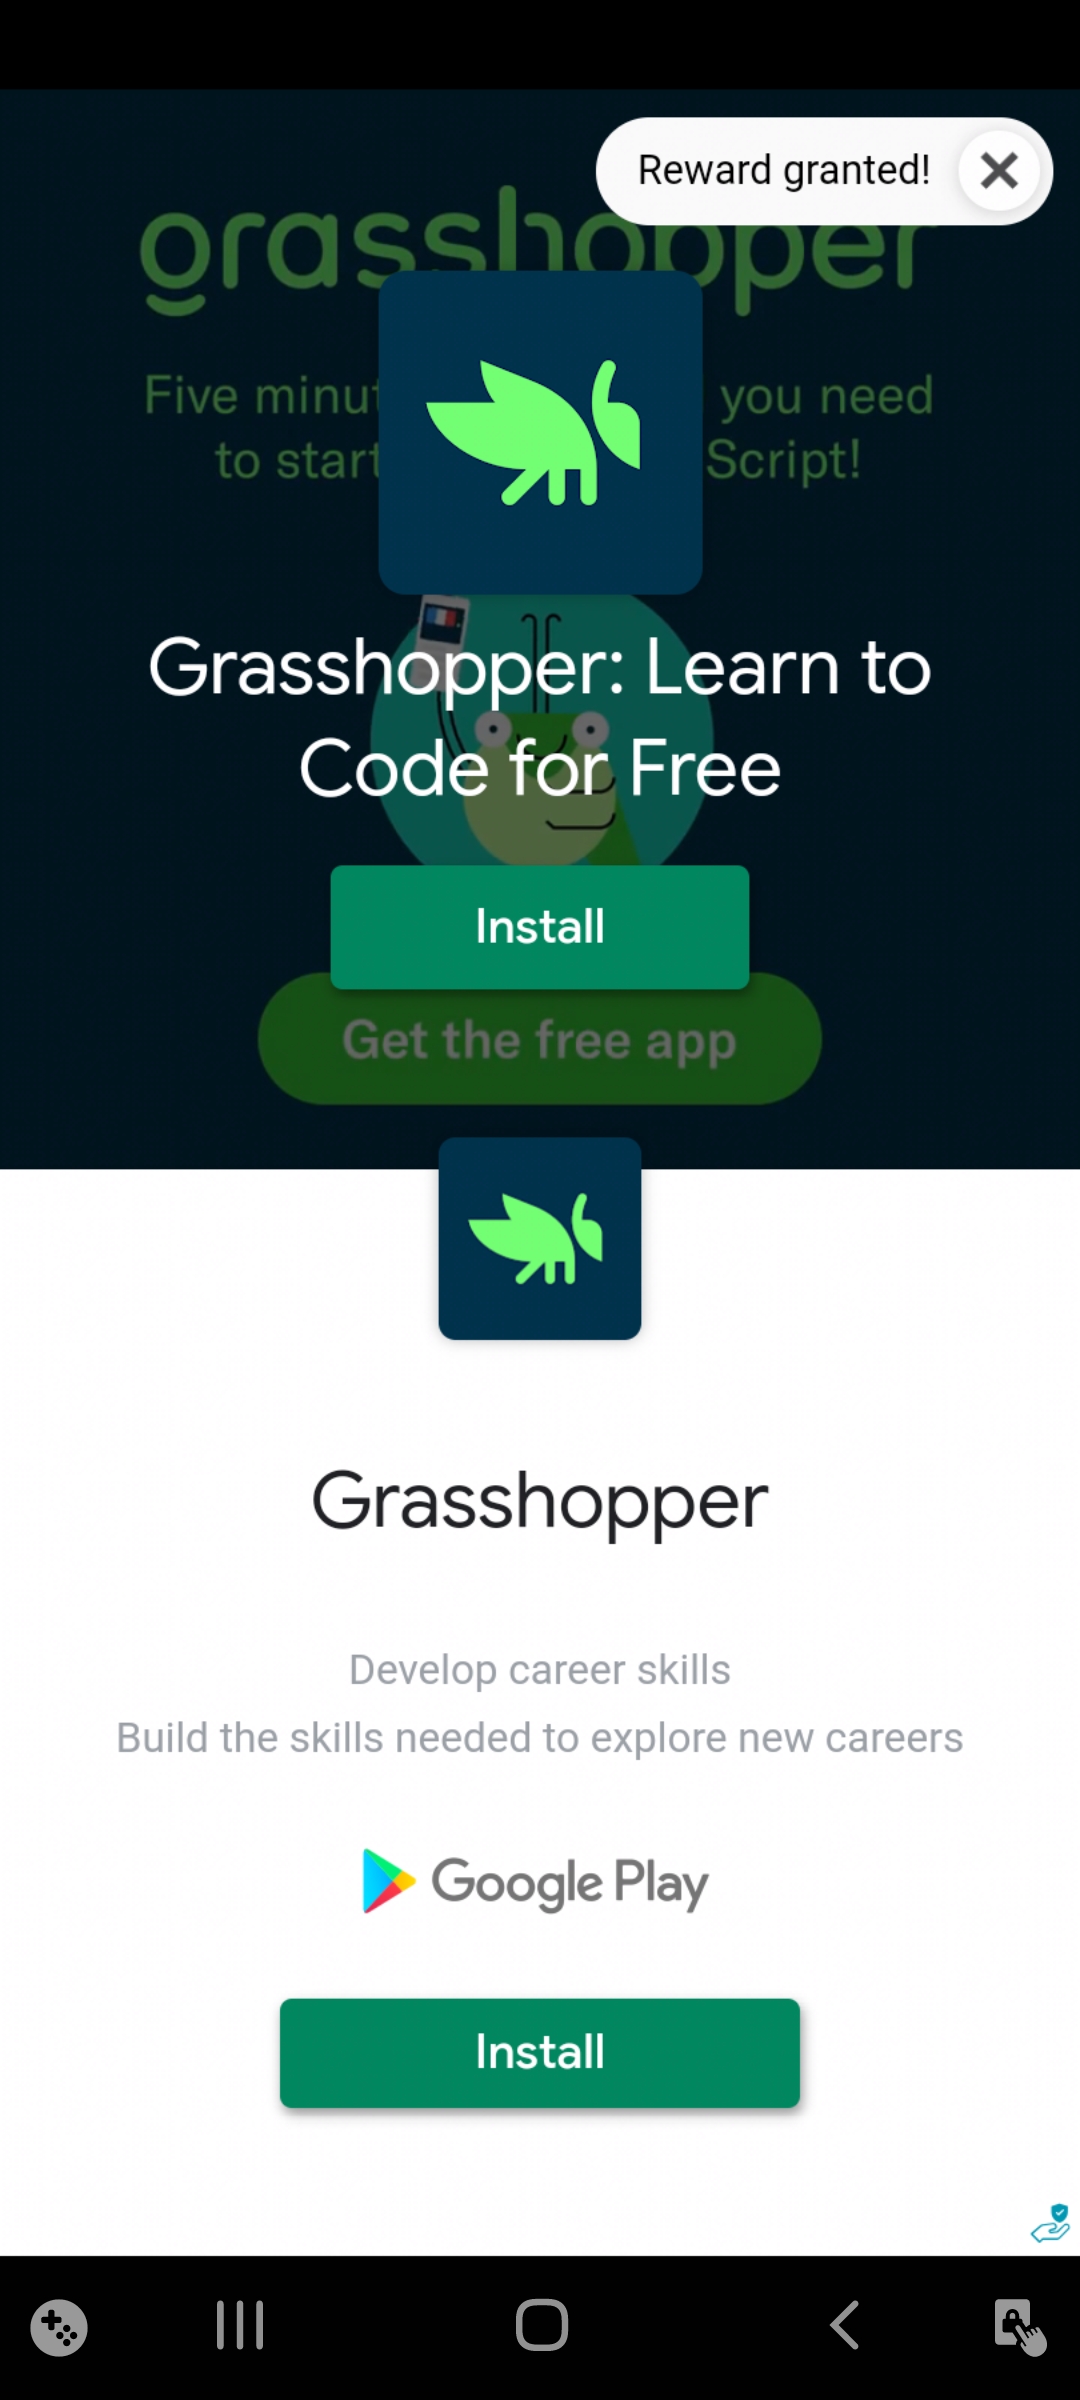 Reward granted!
grasshopper
Five minut you need
to start Script!
Grasshopper: Learn to
Code for Free
Install
Get the free app
Grasshopper
Develop career skills
Build the skills needed to explore new careers
Google Play
Install